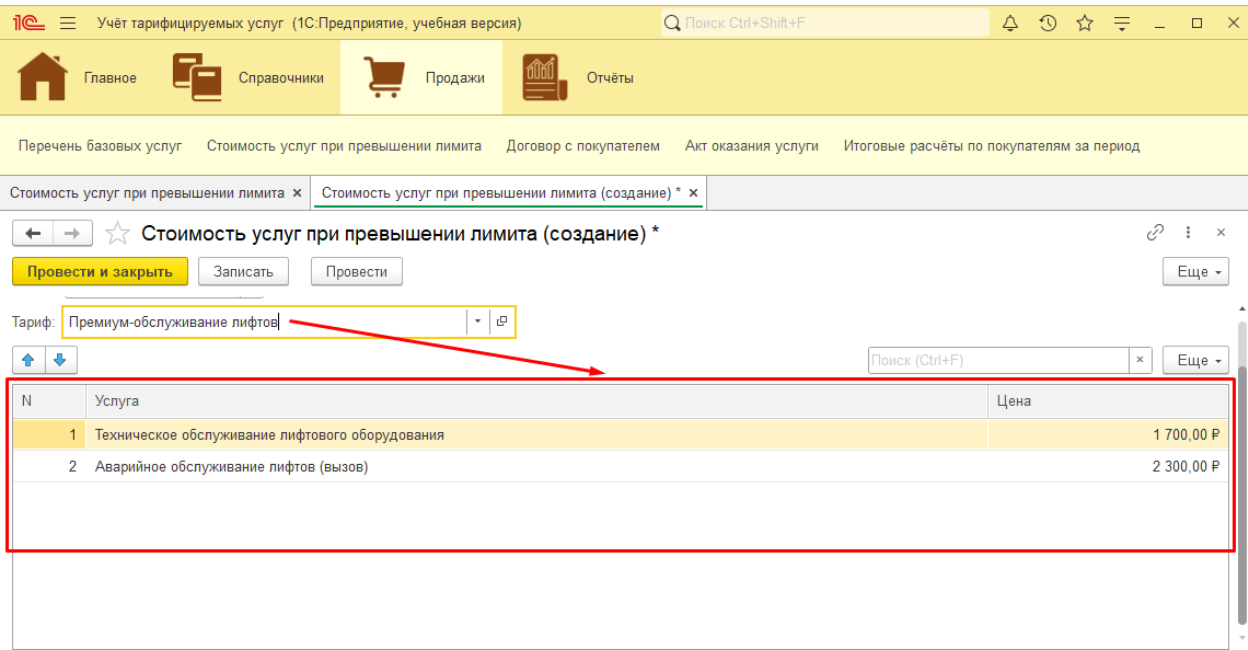 1С Учёт тарифицируемых услуг (1С:Предприятие, учебная версия) Поиск Ctrl+Shift+F
Главное Справочники Продажи Отчёты
Перечень базовых услуг Стоимость услуг при превышении лимита Договор с покупателем Акт оказания услуги Итоговые расчёты по покупателям за период
Стоимость услуг при превышении лимита × Стоимость услуг при превышении лимита (создание) * ×
Стоимость услуг при превышении лимита (создание) *
Провести и закрыть Записать Провести Еще
Тариф: Премиум-обслуживание лифтов
Поиск (Ctrl+F) × Еще
N Услуга Цена
1 Техническое обслуживание лифтового оборудования 1 700,00 ₽
2 Аварийное обслуживание лифтов (вызов) 2 300,00 ₽